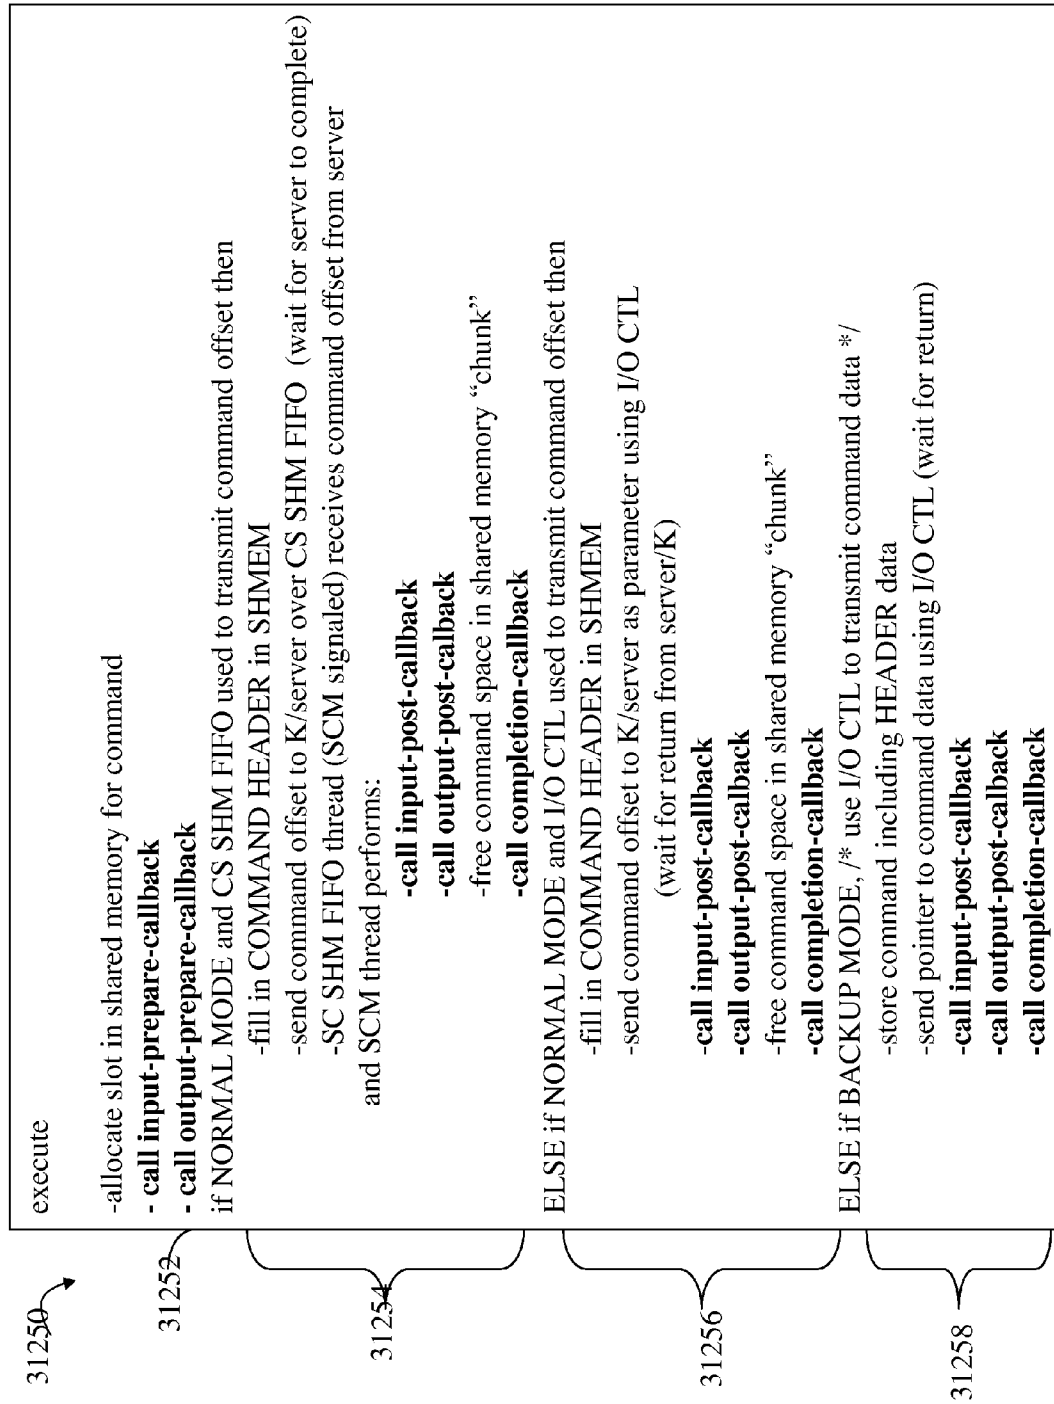 execute
-allocate slot in shared memory for command
- call input-prepare-callback
- call output-prepare-callback
if NORMAL MODE and CS SHM FIFO used to transmit command offset then
-fill in COMMAND HEADER in SHMEM
-send command offset to K/server over CS SHM FIFO (wait for server to complete)
-SC SHM FIFO thread (SCM signaled) receives command offset from server
and SCM thread performs:
-call input-post-callback
-call output-post-calback
-free command space in shared memory “chunk”
-call completion-callback
ELSE if NORMAL MODE and I/O CTL used to transmit command offset then
-fill in COMMAND HEADER in SHMEM
-send command offset to K/server as parameter using I/O CTL
(wait for return from server/K)
-call input-post-callback
-call output-post-calback
-free command space in shared memory “chunk”
-call completion-callback
ELSE if BACKUP MODE, /* use I/O CTL to transmit command data */
-store command including HEADER data
-send pointer to command data using I/O CTL (wait for return)
-call input-post-callback
-call output-post-calback
-call completion-callback
31250
31252
31254
31256
31258